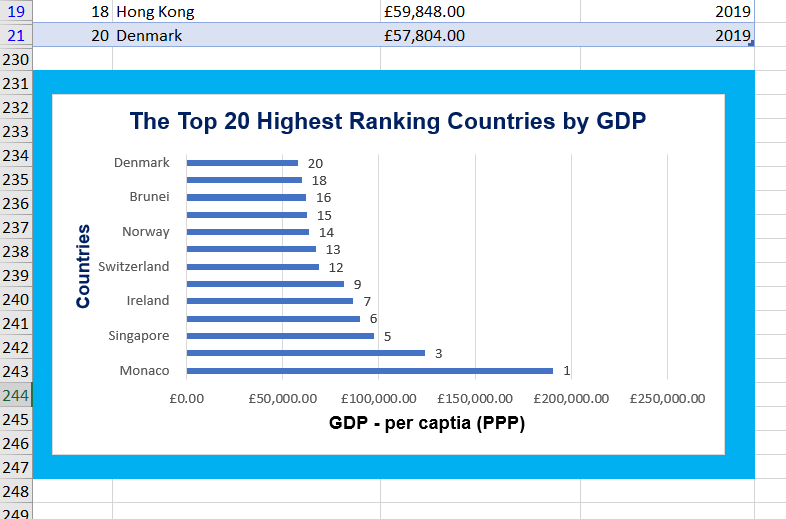 19 18 Hong Kong £59,848.00 2019
21 20 Denmark £57,804.00 2019
230
231
232
The Top 20 Highest Ranking Countries by GDP
233
234
Denmark 20
235
18
Brunei 16
236
15
237
Norway 14
238
13
Countries
Switzerland 12
239
9
240
Ireland 7
241
6
Singapore 5
242
3
243
Monaco 1
244
£0.00 £50,000.00 £100,000.00 £150,000.00 £200,000.00 £250,000.00
245
GDP - per captia (PPP)
246
247
248
249